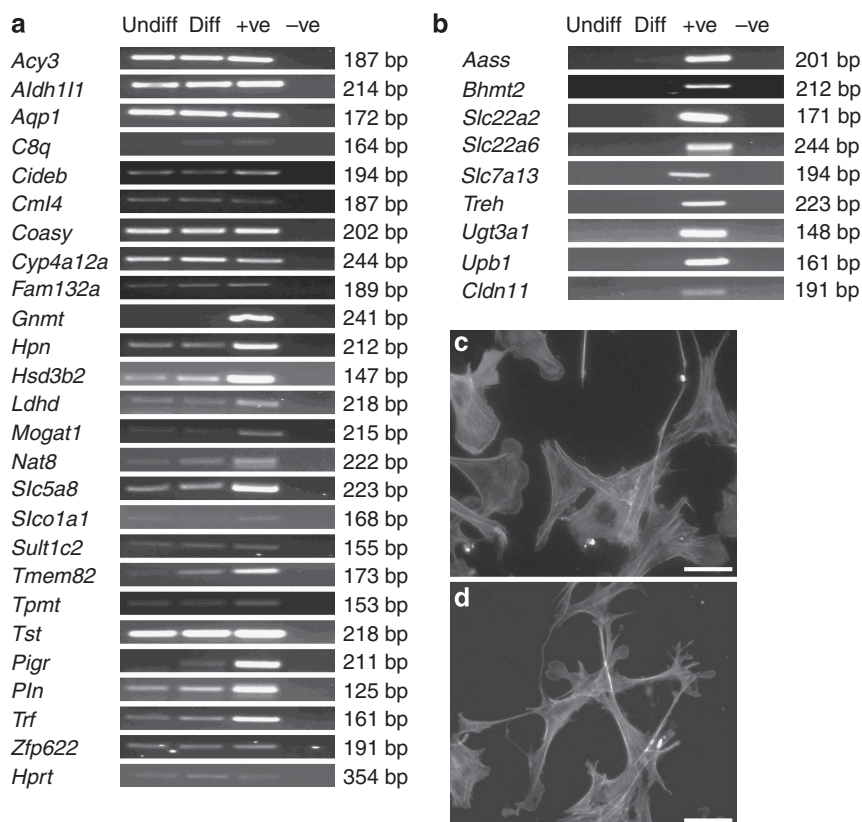 a Undiff Diff +ve –ve
Acy3 187 bp
Aldh1l1 214 bp
Aqp1 172 bp
C8q 164 bp
Cideb 194 bp
Cml4 187 bp
Coasy 202 bp
Cyp4a12a 244 bp
Fam132a 189 bp
Gnmt 241 bp
Hpn 212 bp
Hsd3b2 147 bp
Ldhd 218 bp
Mogat1 215 bp
Nat8 222 bp
Slc5a8 223 bp
Slco1a1 168 bp
Sult1c2 155 bp
Tmem82 173 bp
Tpmt 153 bp
Tst 218 bp
Pigr 211 bp
Pln 125 bp
Trf 161 bp
Zfp622 191 bp
Hprt 354 bp
b Undiff Diff +ve –ve
Aass 201 bp
Bhmt2 212 bp
Slc22a2 171 bp
Slc22a6 244 bp
Slc7a13 194 bp
Treh 223 bp
Ugt3a1 148 bp
Upb1 161 bp
Cldn11 191 bp
c
d